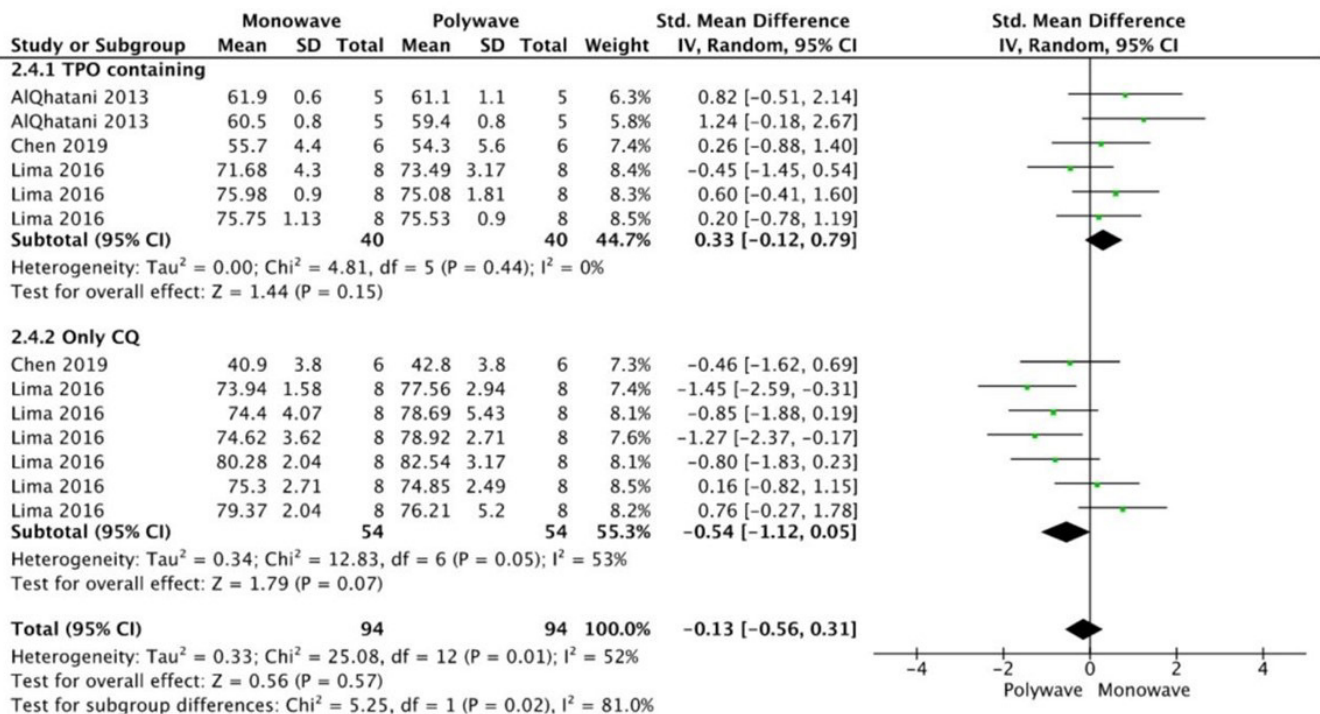 Monowave Polywave Std. Mean Difference Std. Mean Difference
Study or Subgroup Mean SD Total Mean SD Total Weight IV, Random, 95% CI IV, Random, 95% CI
2.4.1 TPO containing
AlQhatani 2013 61.9 0.6 5 61.1 1.1 5 6.3% 0.82 [−0.51, 2.14]
AlQhatani 2013 60.5 0.8 5 59.4 0.8 5 5.8% 1.24 [−0.18, 2.67]
Chen 2019 55.7 4.4 6 54.3 5.6 6 7.4% 0.26 [−0.88, 1.40]
Lima 2016 71.68 4.3 8 73.49 3.17 8 8.4% −0.45 [−1.45, 0.54]
Lima 2016 75.98 0.9 8 75.08 1.81 8 8.3% 0.60 [−0.41, 1.60]
Lima 2016 75.75 1.13 8 75.53 0.9 8 8.5% 0.20 [−0.78, 1.19]
Subtotal (95% CI) 40 40 44.7% 0.33 [−0.12, 0.79]
Heterogeneity: Tau² = 0.00; Chi² = 4.81, df = 5 (P = 0.44); I² = 0%
Test for overall effect: Z = 1.44 (P = 0.15)
2.4.2 Only CQ
Chen 2019 40.9 3.8 6 42.8 3.8 6 7.3% −0.46 [−1.62, 0.69]
Lima 2016 73.94 1.58 8 77.56 2.94 8 7.4% −1.45 [−2.59, −0.31]
Lima 2016 74.4 4.07 8 78.69 5.43 8 8.1% −0.85 [−1.88, 0.19]
Lima 2016 74.62 3.62 8 78.92 2.71 8 7.6% −1.27 [−2.37, −0.17]
Lima 2016 80.28 2.04 8 82.54 3.17 8 8.1% −0.80 [−1.83, 0.23]
Lima 2016 75.3 2.71 8 74.85 2.49 8 8.5% 0.16 [−0.82, 1.15]
Lima 2016 79.37 2.04 8 76.21 5.2 8 8.2% 0.76 [−0.27, 1.78]
Subtotal (95% CI) 54 54 55.3% −0.54 [−1.12, 0.05]
Heterogeneity: Tau² = 0.34; Chi² = 12.83, df = 6 (P = 0.05); I² = 53%
Test for overall effect: Z = 1.79 (P = 0.07)
Total (95% CI) 94 94 100.0% −0.13 [−0.56, 0.31]
Heterogeneity: Tau² = 0.33; Chi² = 25.08, df = 12 (P = 0.01); I² = 52%
Test for overall effect: Z = 0.56 (P = 0.57)
Test for subgroup differences: Chi² = 5.25, df = 1 (P = 0.02), I² = 81.0%
−4 −2 0 2 4
Polywave Monowave